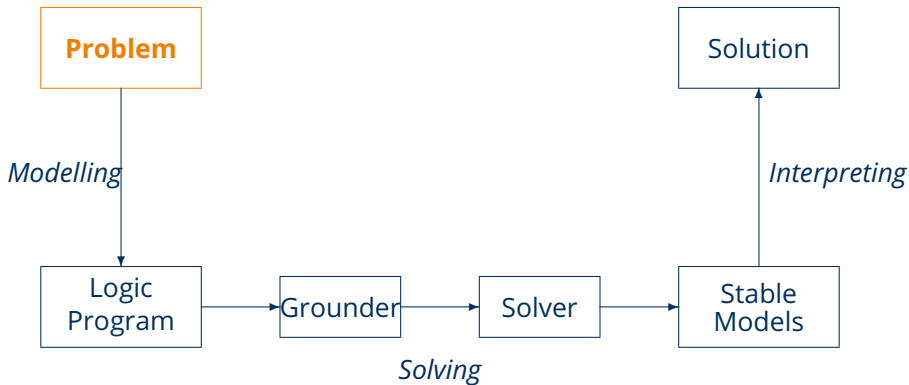 Problem
Solution
Modelling
Interpreting
Logic
Program
Grounder
Solver
Stable
Models
Solving